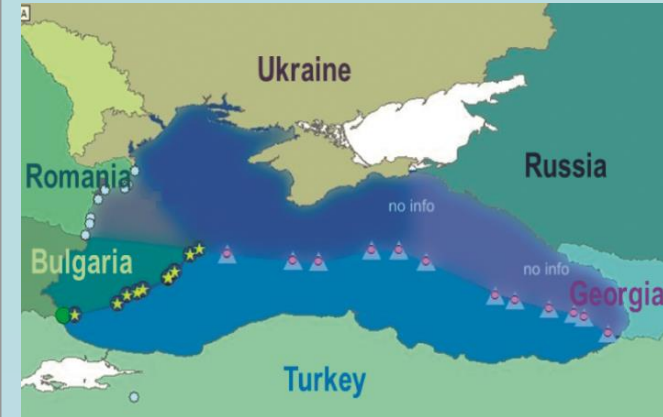 A
Ukraine
Russia
Romania
no info
Bulgaria
no info
Georgia
Turkey